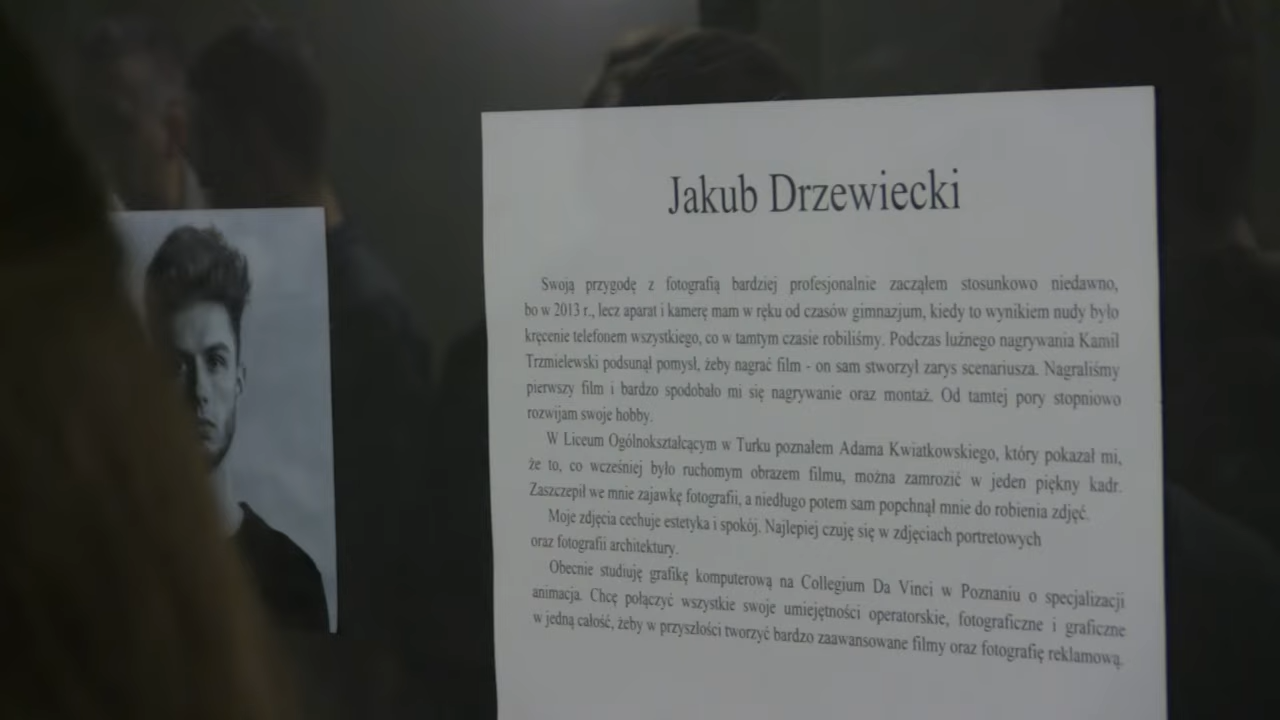 Jakub Drzewiecki
Swoją przygodę z fotografią bardziej profesjonalnie zacząłem stosunkowo niedawno,
bo w 2013 r., lecz aparat i kamerę mam w ręku od czasów gimnazjum, kiedy to wynikiem nudy było
kręcenie telefonem wszystkiego, co w tamtym czasie robiliśmy. Podczas luźnego nagrywania Kamil
Trzmielewski podsunął pomysł, żeby nagrać film - on sam stworzył zarys scenariusza. Nagraliśmy
pierwszy film i bardzo spodobało mi się nagrywanie oraz montaż. Od tamtej pory stopniowo
rozwijam swoje hobby.
W Liceum Ogólnokształcącym w Turku poznałem Adama Kwiatkowskiego, który pokazał mi,
że to, co wcześniej było ruchomym obrazem filmu, można zamrozić w jeden piękny kadr.
Zaszczepił we mnie zajawkę fotografii, a niedługo potem sam popchnął mnie do robienia zdjęć.
Moje zdjęcia cechuje estetyka i spokój. Najlepiej czuję się w zdjęciach portretowych
oraz fotografii architektury.
Obecnie studiuję grafikę komputerową na Collegium Da Vinci w Poznaniu o specjalizacji
animacja. Chcę połączyć wszystkie swoje umiejętności operatorskie, fotograficzne i graficzne
w jedną całość, żeby w przyszłości tworzyć bardzo zaawansowane filmy oraz fotografię reklamową.